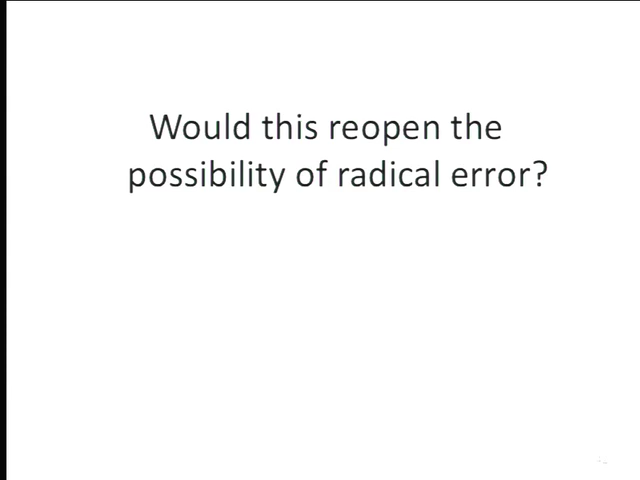 Would this reopen the
possibility of radical error?